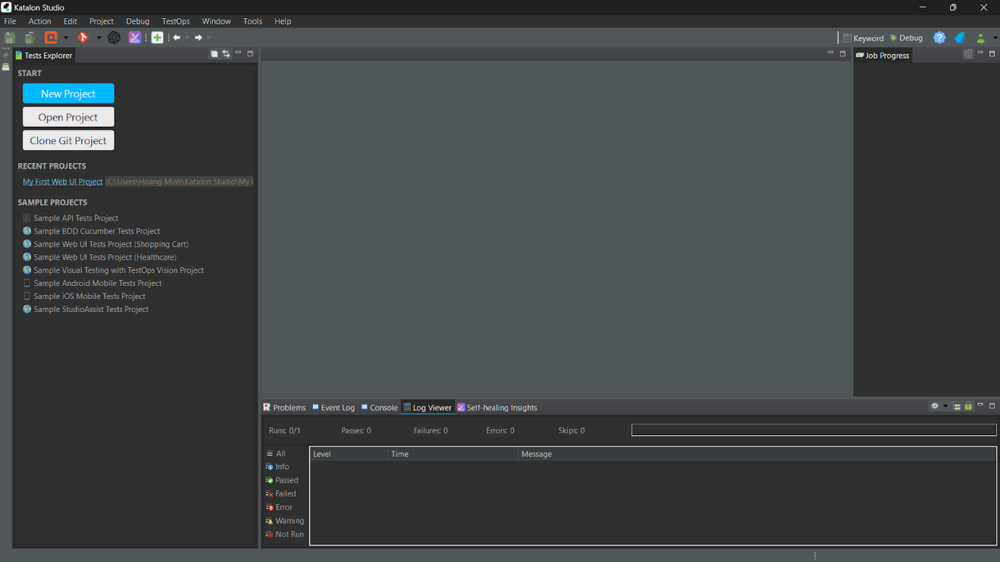 Katalon Studio
File Action Edit Project Debug TestOps Window Tools Help
Keyword Debug
Tests Explorer
Job Progress
START
New Project
Open Project
Clone Git Project
RECENT PROJECTS
My First Web UI Project (C:\Users\Hoang Minh\Katalon Studio\My
SAMPLE PROJECTS
Sample API Tests Project
Sample BDD Cucumber Tests Project
Sample Web UI Tests Project (Shopping Cart)
Sample Web UI Tests Project (Healthcare)
Sample Visual Testing with TestOps Vision Project
Sample Android Mobile Tests Project
Sample iOS Mobile Tests Project
Sample StudioAssist Tests Project
Problems Event Log Console Log Viewer Self-healing Insights
Runs: 0/1 Passes: 0 Failures: 0 Errors: 0 Skips: 0
All
Info
Passed
Failed
Error
Warning
Not Run
Level Time Message